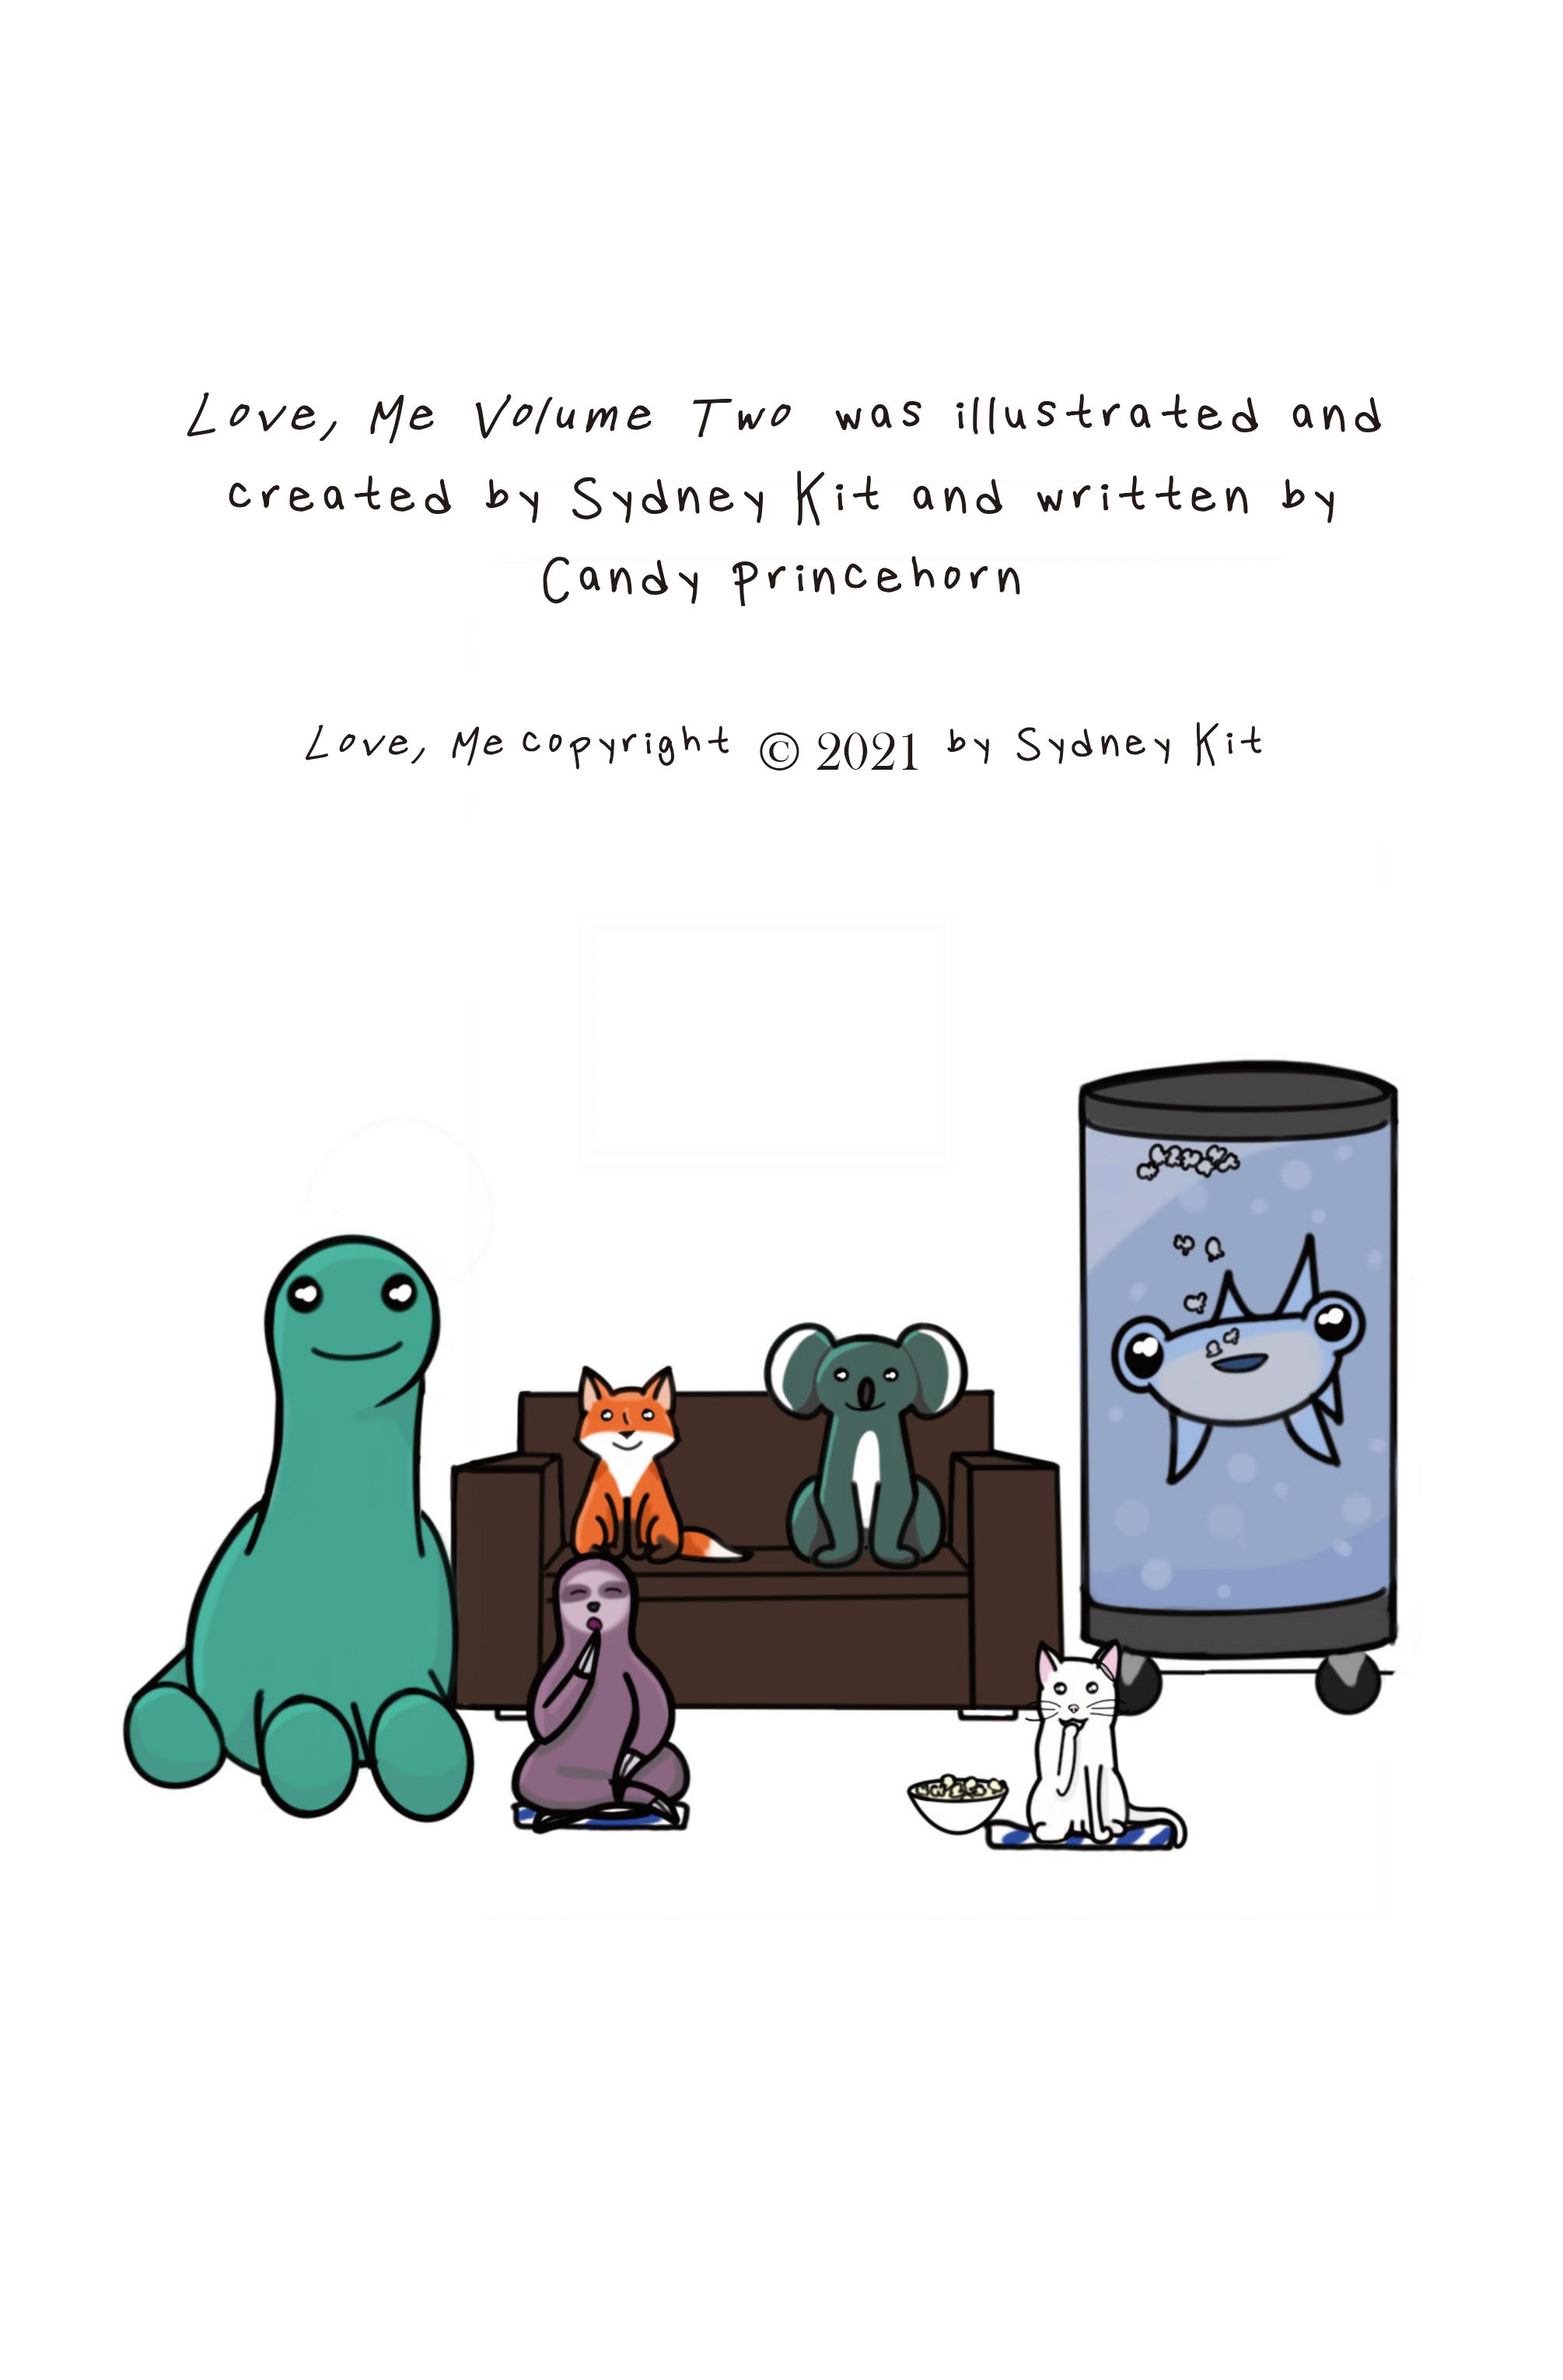 Love, Me Volume Two was illustrated and
created by Sydney Kit and written by
Candy Princehorn
Love, Me copyright © 2021 by Sydney Kit